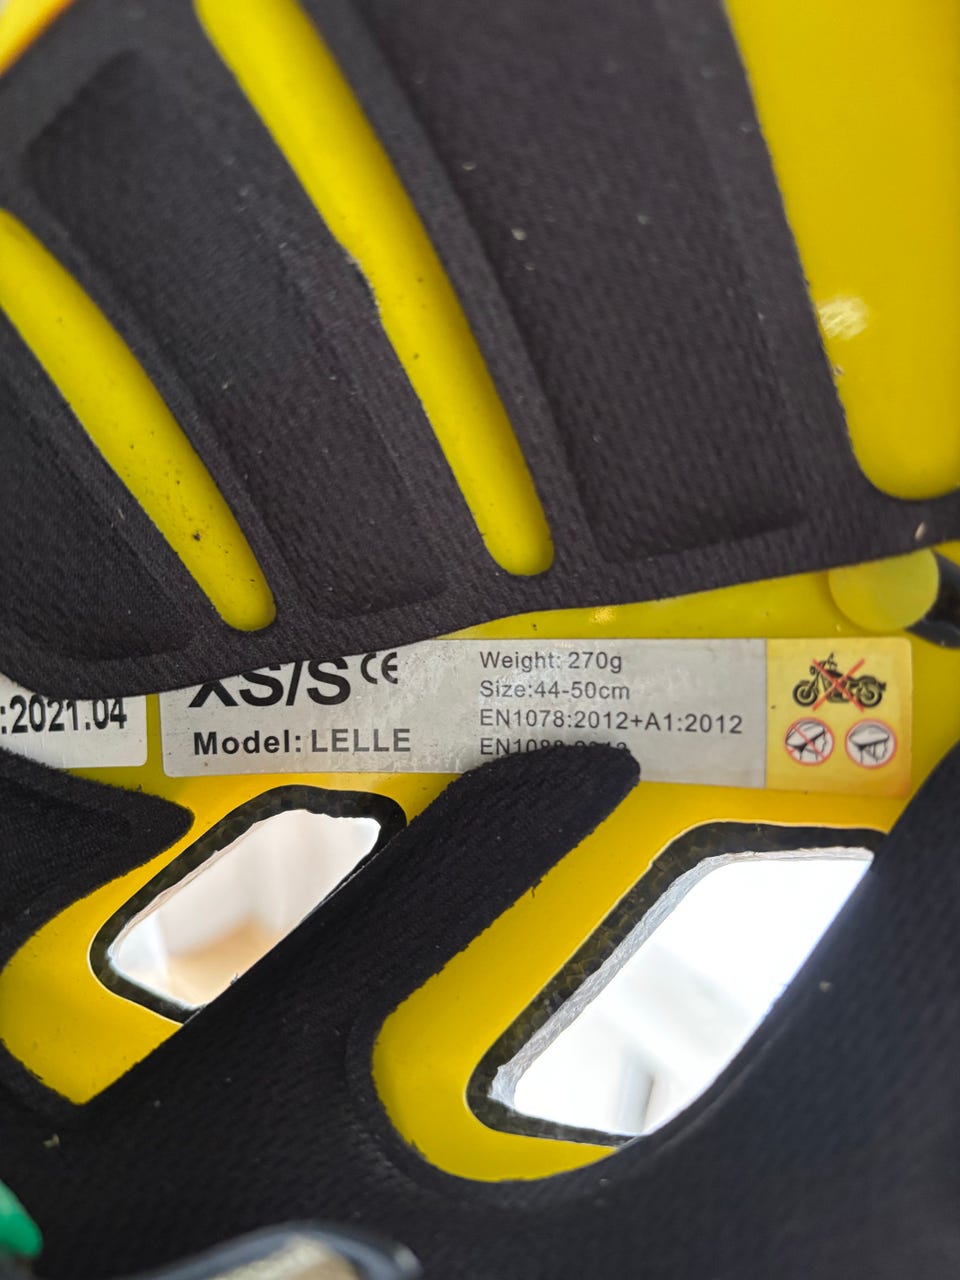 :2021.04
XS/S CE
Model: LELLE
Weight: 270g
Size:44-50cm
EN1078:2012+A1:2012